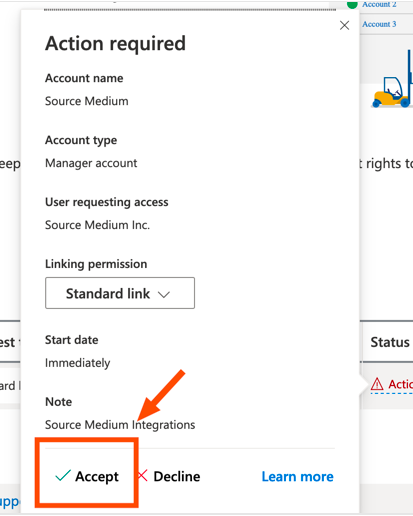 Account 2
Account 3
Action required
Account name
Source Medium
Account type
Manager account
eep
t rights to
User requesting access
Source Medium Inc.
Linking permission
Standard link
Start date
est
Status
Immediately
ard
Actio
Note
Source Medium Integrations
Accept
Decline
Learn more
uppo